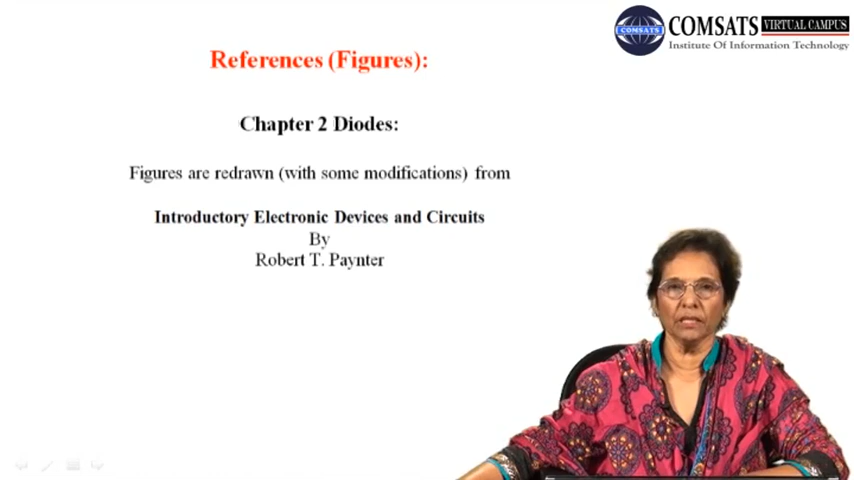 COMSATS VIRTUAL CAMPUS
Institute Of Information Technology
COMSATS
References (Figures):
Chapter 2 Diodes:
Figures are redrawn (with some modifications) from
Introductory Electronic Devices and Circuits
By
Robert T. Paynter